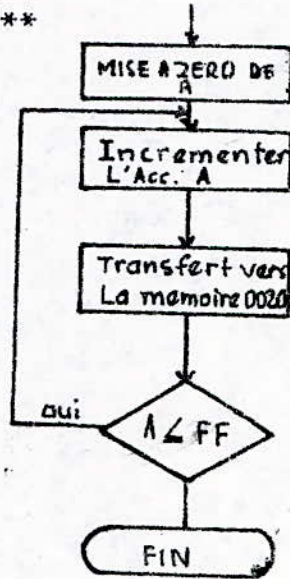 **
MISE A ZERO DE
A
Incrementer
L'Acc. A
Transfert vers
La memoire 0020
oui
A ∠ FF
FIN